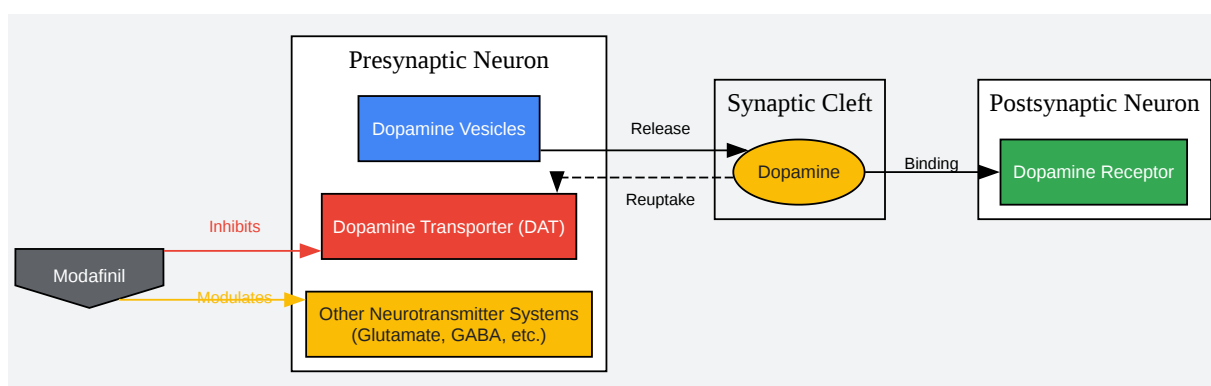 Presynaptic Neuron
Dopamine Vesicles
Release
Synaptic Cleft
Dopamine
Postsynaptic Neuron
Binding
Dopamine Receptor
Reuptake
Dopamine Transporter (DAT)
Inhibits
Modafinil
Modulates
Other Neurotransmitter Systems
(Glutamate, GABA, etc.)